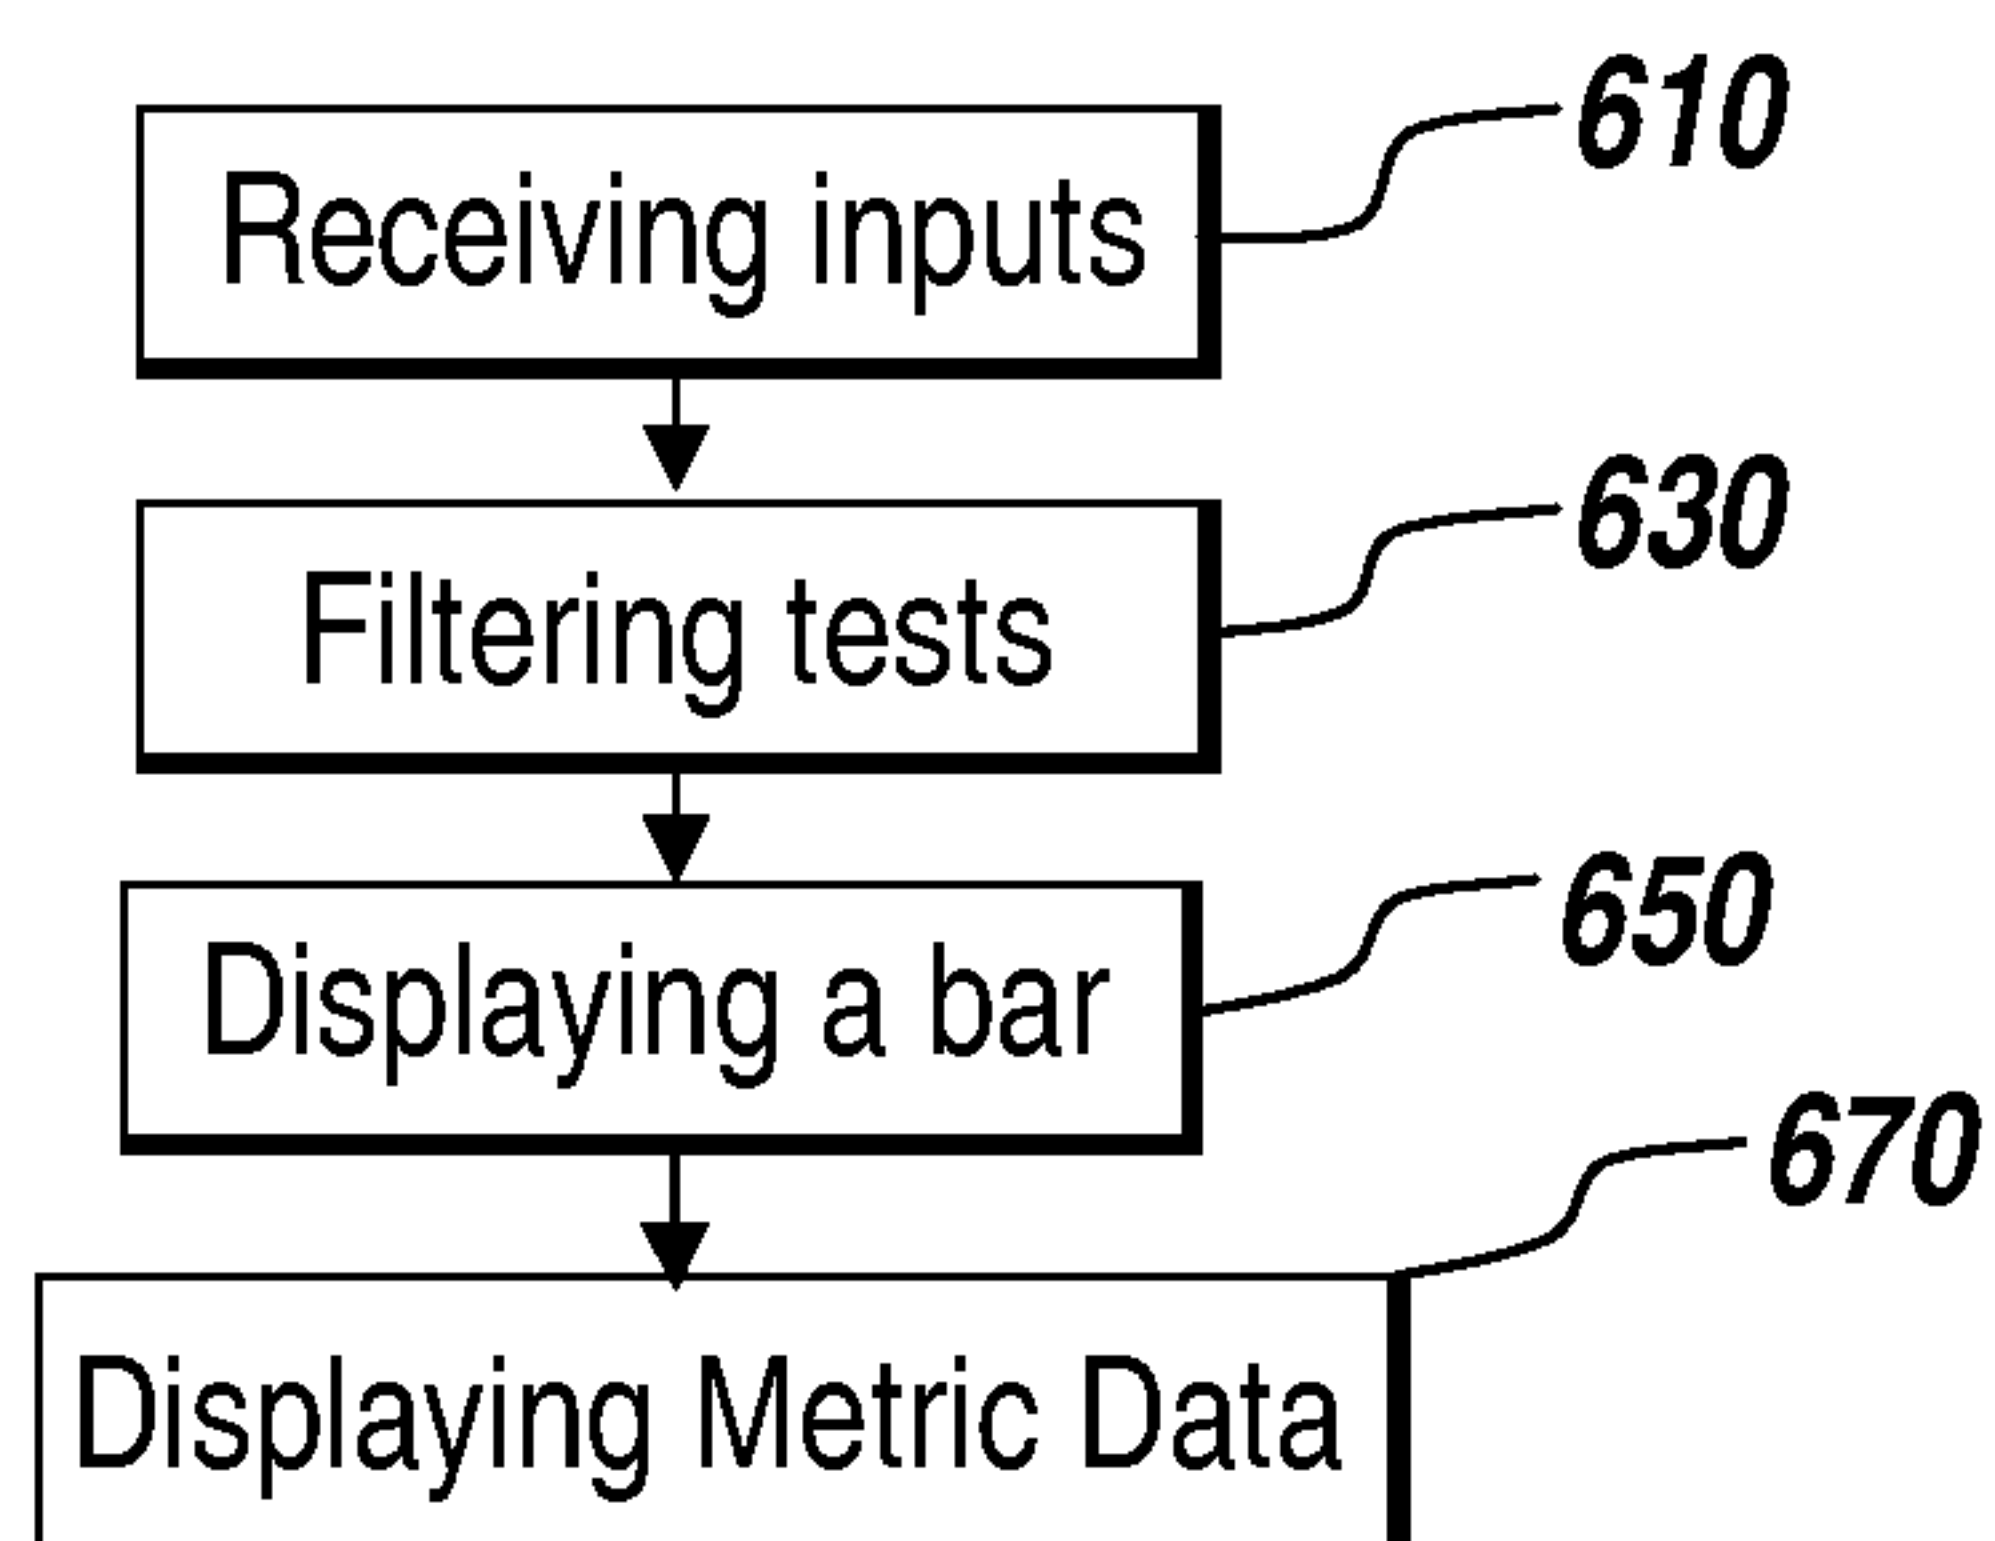 610
Receiving inputs
630
Filtering tests
650
Displaying a bar
670
Displaying Metric Data